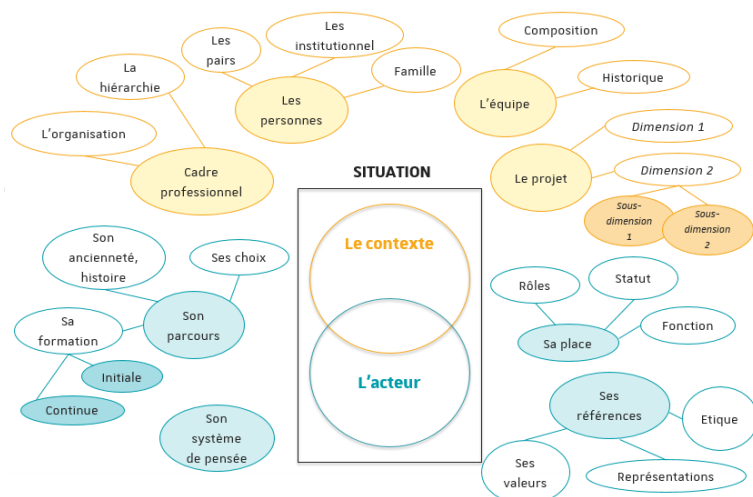 Les
pairs
Les
institutionnel
Famille
Les
personnes
La
hiérarchie
L'organisation
Cadre
professionnel
Composition
Historique
L'équipe
Dimension 1
Dimension 2
Le projet
Sous-
dimension
1
Sous-
dimension
2
SITUATION
Le contexte
L'acteur
Son
ancienneté,
histoire
Ses choix
Son
parcours
Sa
formation
Initiale
Continue
Son
système
de pensée
Rôles
Statut
Fonction
Sa place
Ses
références
Etique
Ses
valeurs
Représentations